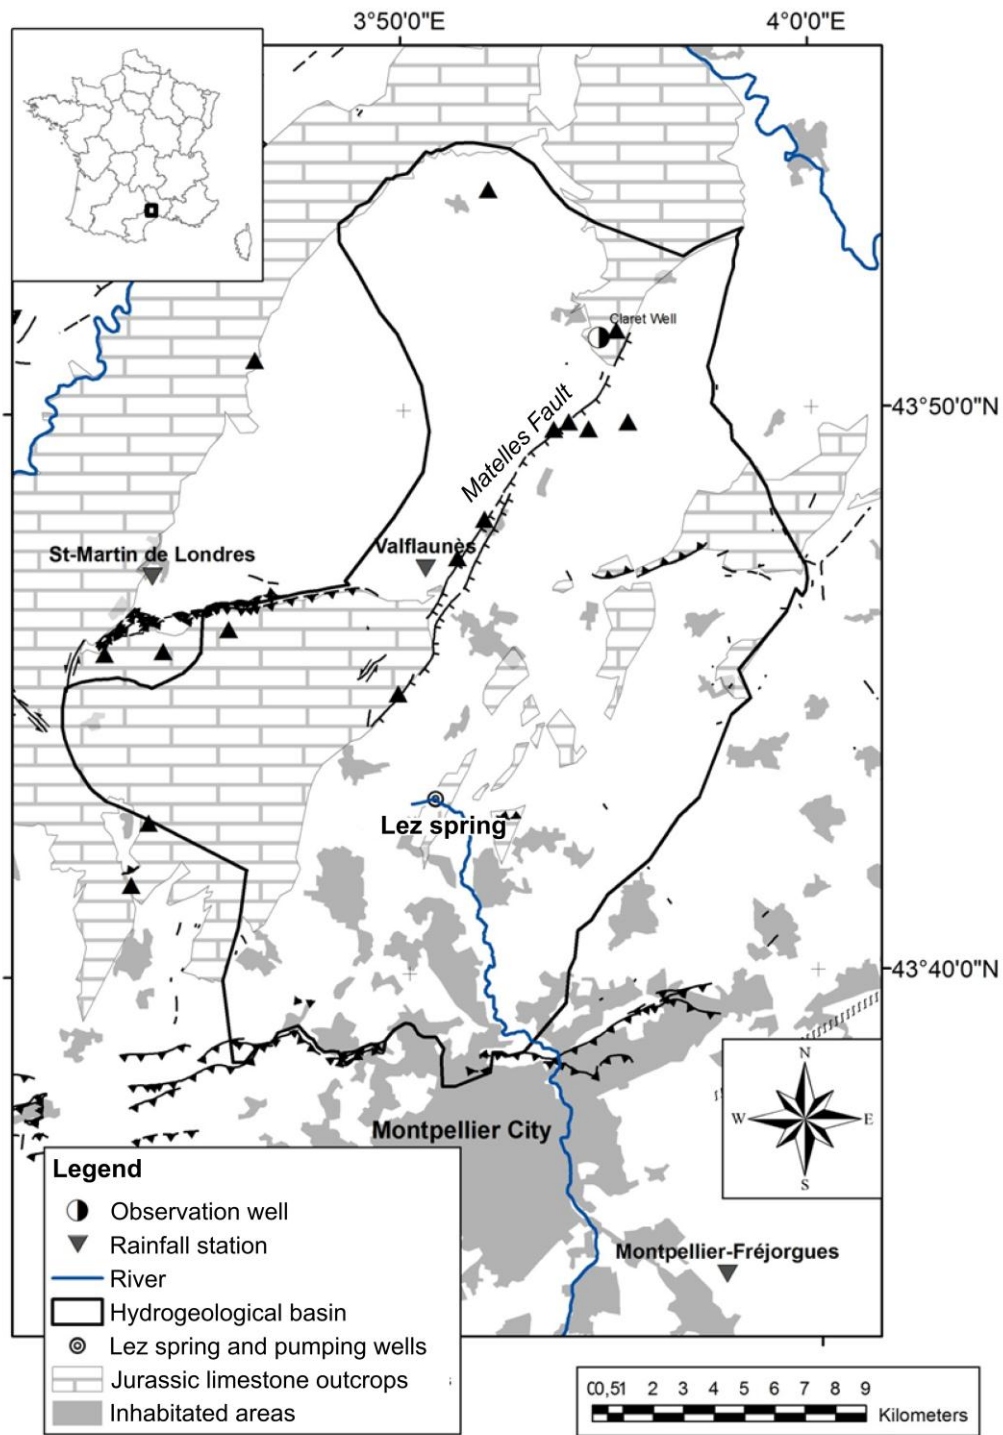 3°50'0"E
4°0'0"E
Claret Well
43°50'0"N
Matelles Fault
Valflaunès
St-Martin de Londres
Lez spring
43°40'0"N
N
W
E
S
Montpellier City
Montpellier-Fréjorgues
Legend
Observation well
Rainfall station
River
Hydrogeological basin
Lez spring and pumping wells
Jurassic limestone outcrops
Inhabitated areas
00,51 2 3 4 5 6 7 8 9
Kilometers